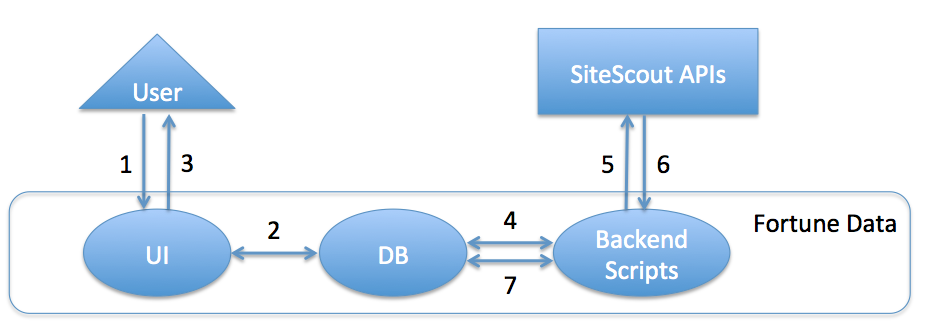 User
SiteScout APIs
1
3
5
6
Fortune Data
UI
2
DB
4
7
Backend
Scripts